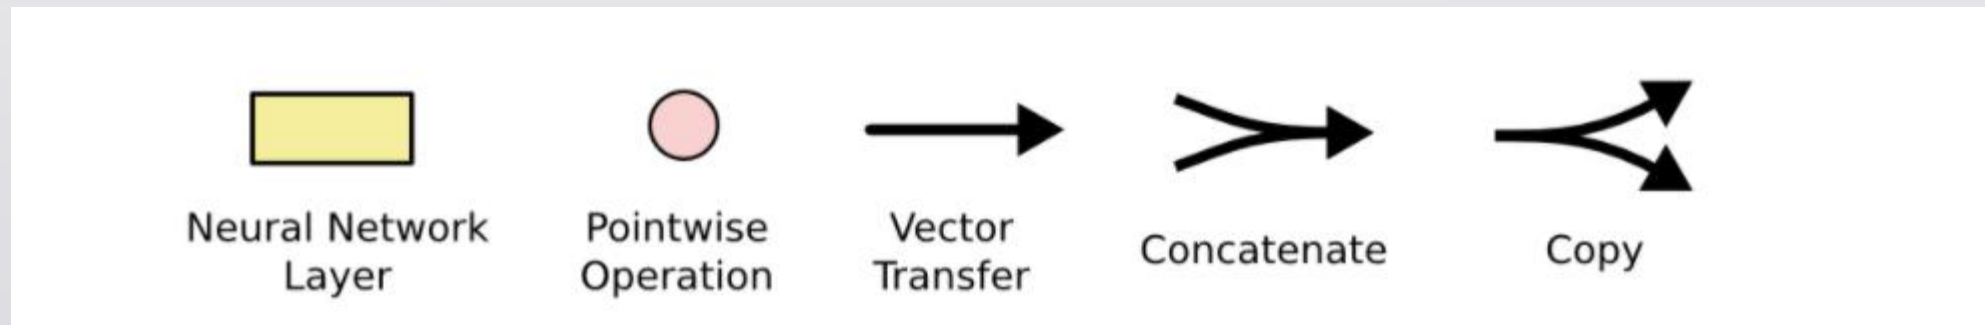 Neural Network
Layer
Pointwise
Operation
Vector
Transfer
Concatenate
Copy